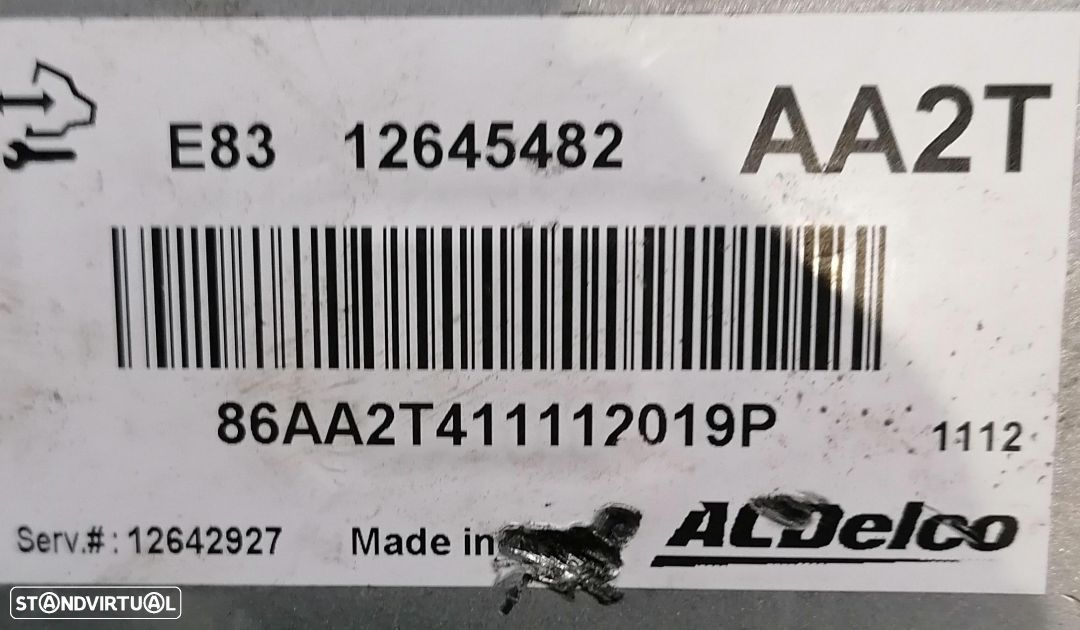 E83 12645482 AA2T
86AA2T411112019P
1112
Serv.#: 12642927 Made in
ACDelco
STANDVIRTUAL